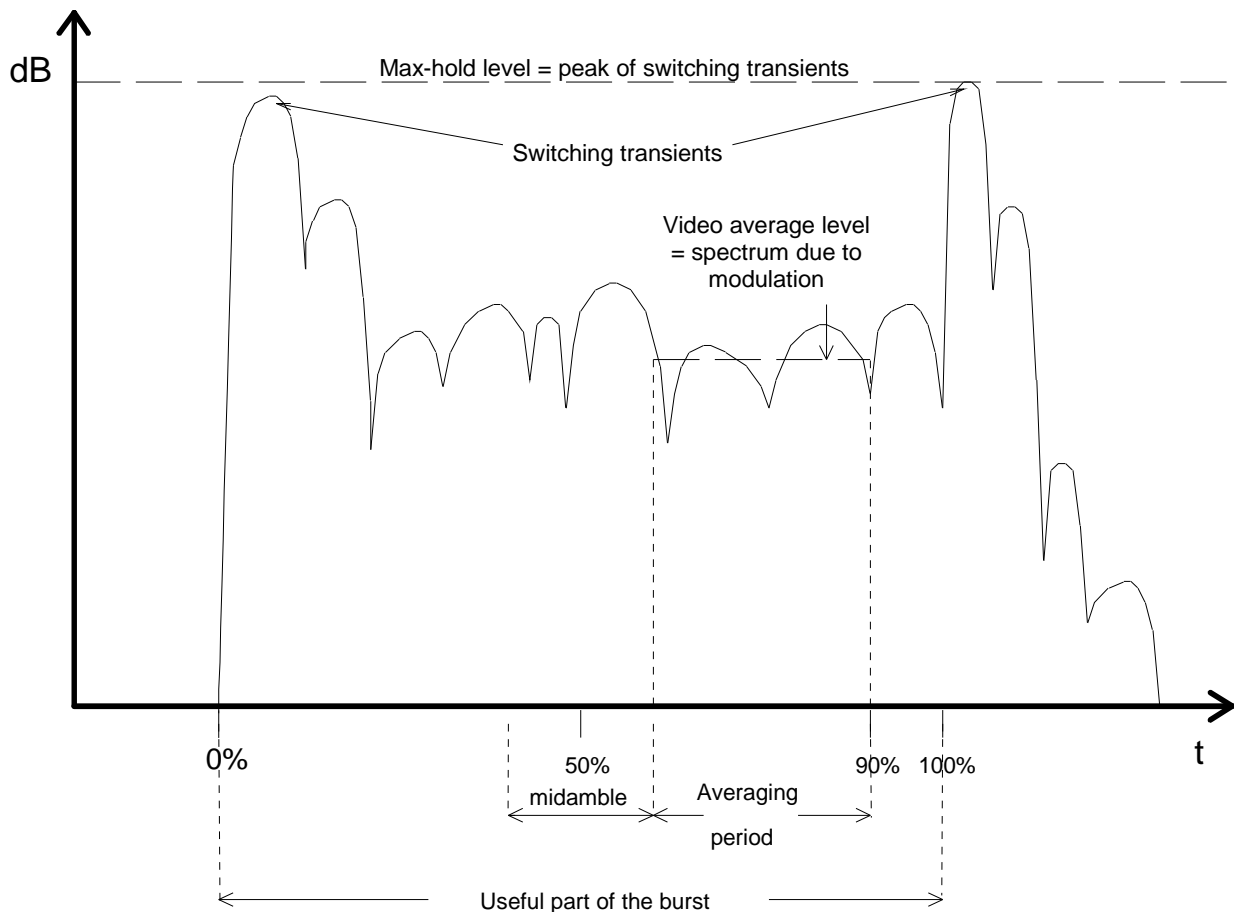 dB
Max-hold level = peak of switching transients
Switching transients
Video average level
= spectrum due to
modulation
0%
50%
90%
100%
t
midamble
Averaging
period
Useful part of the burst